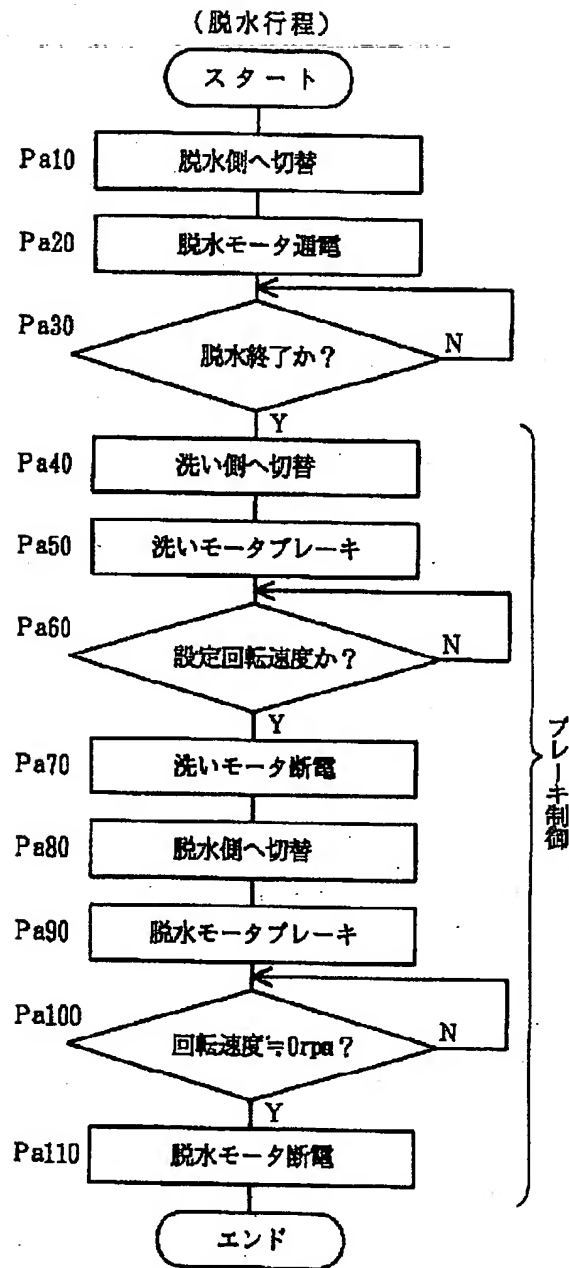 (脱水行程)
スタート
Pa10
脱水側へ切替
Pa20
脱水モータ通電
Pa30
脱水終了か?
N
Y
Pa40
洗い側へ切替
Pa50
洗いモータブレーキ
Pa60
設定回転速度か?
N
Y
Pa70
洗いモータ断電
Pa80
脱水側へ切替
Pa90
脱水モータブレーキ
Pa100
回転速度≒0rpm?
N
Y
Pa110
脱水モータ断電
エンド
ブレーキ制御